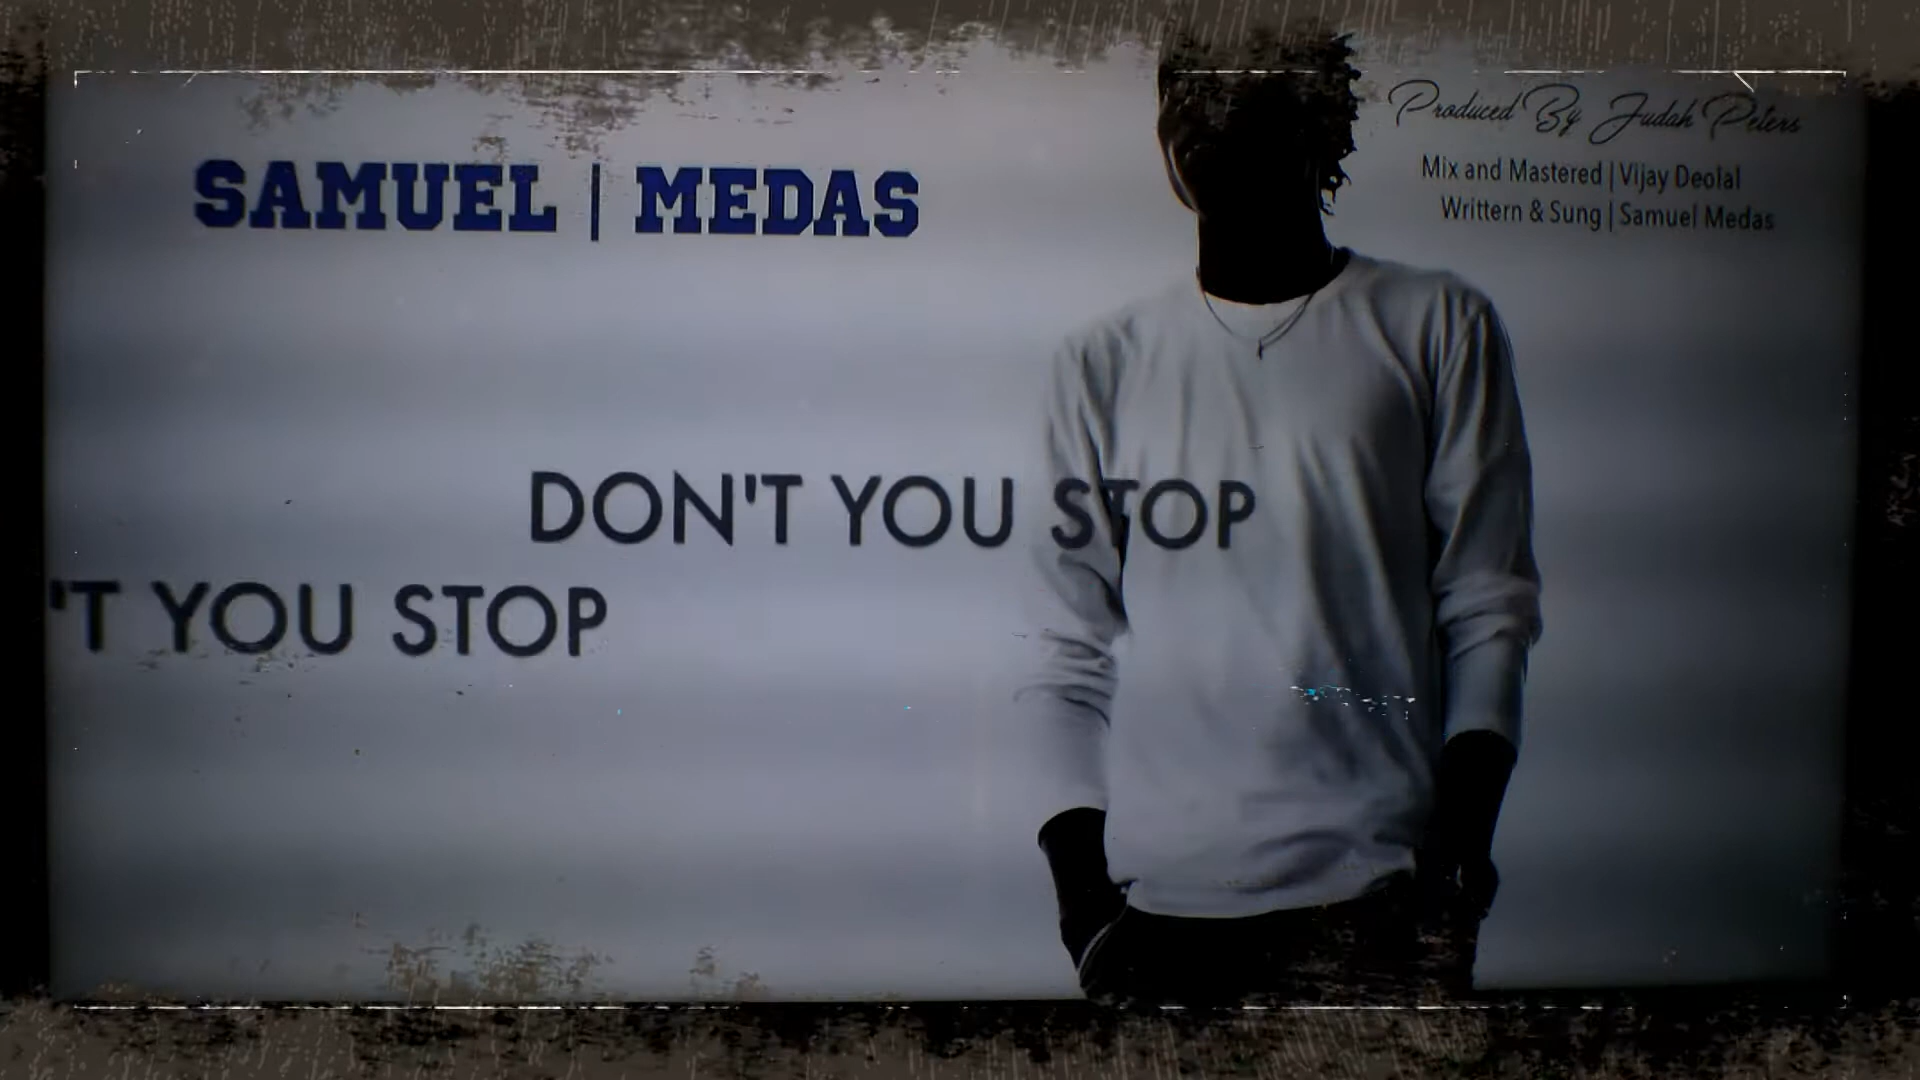 SAMUEL | MEDAS
Produced By Judah Peters
Mix and Mastered | Vijay Deolal
Writtern & Sung | Samuel Medas
DON'T YOU STOP
'T YOU STOP